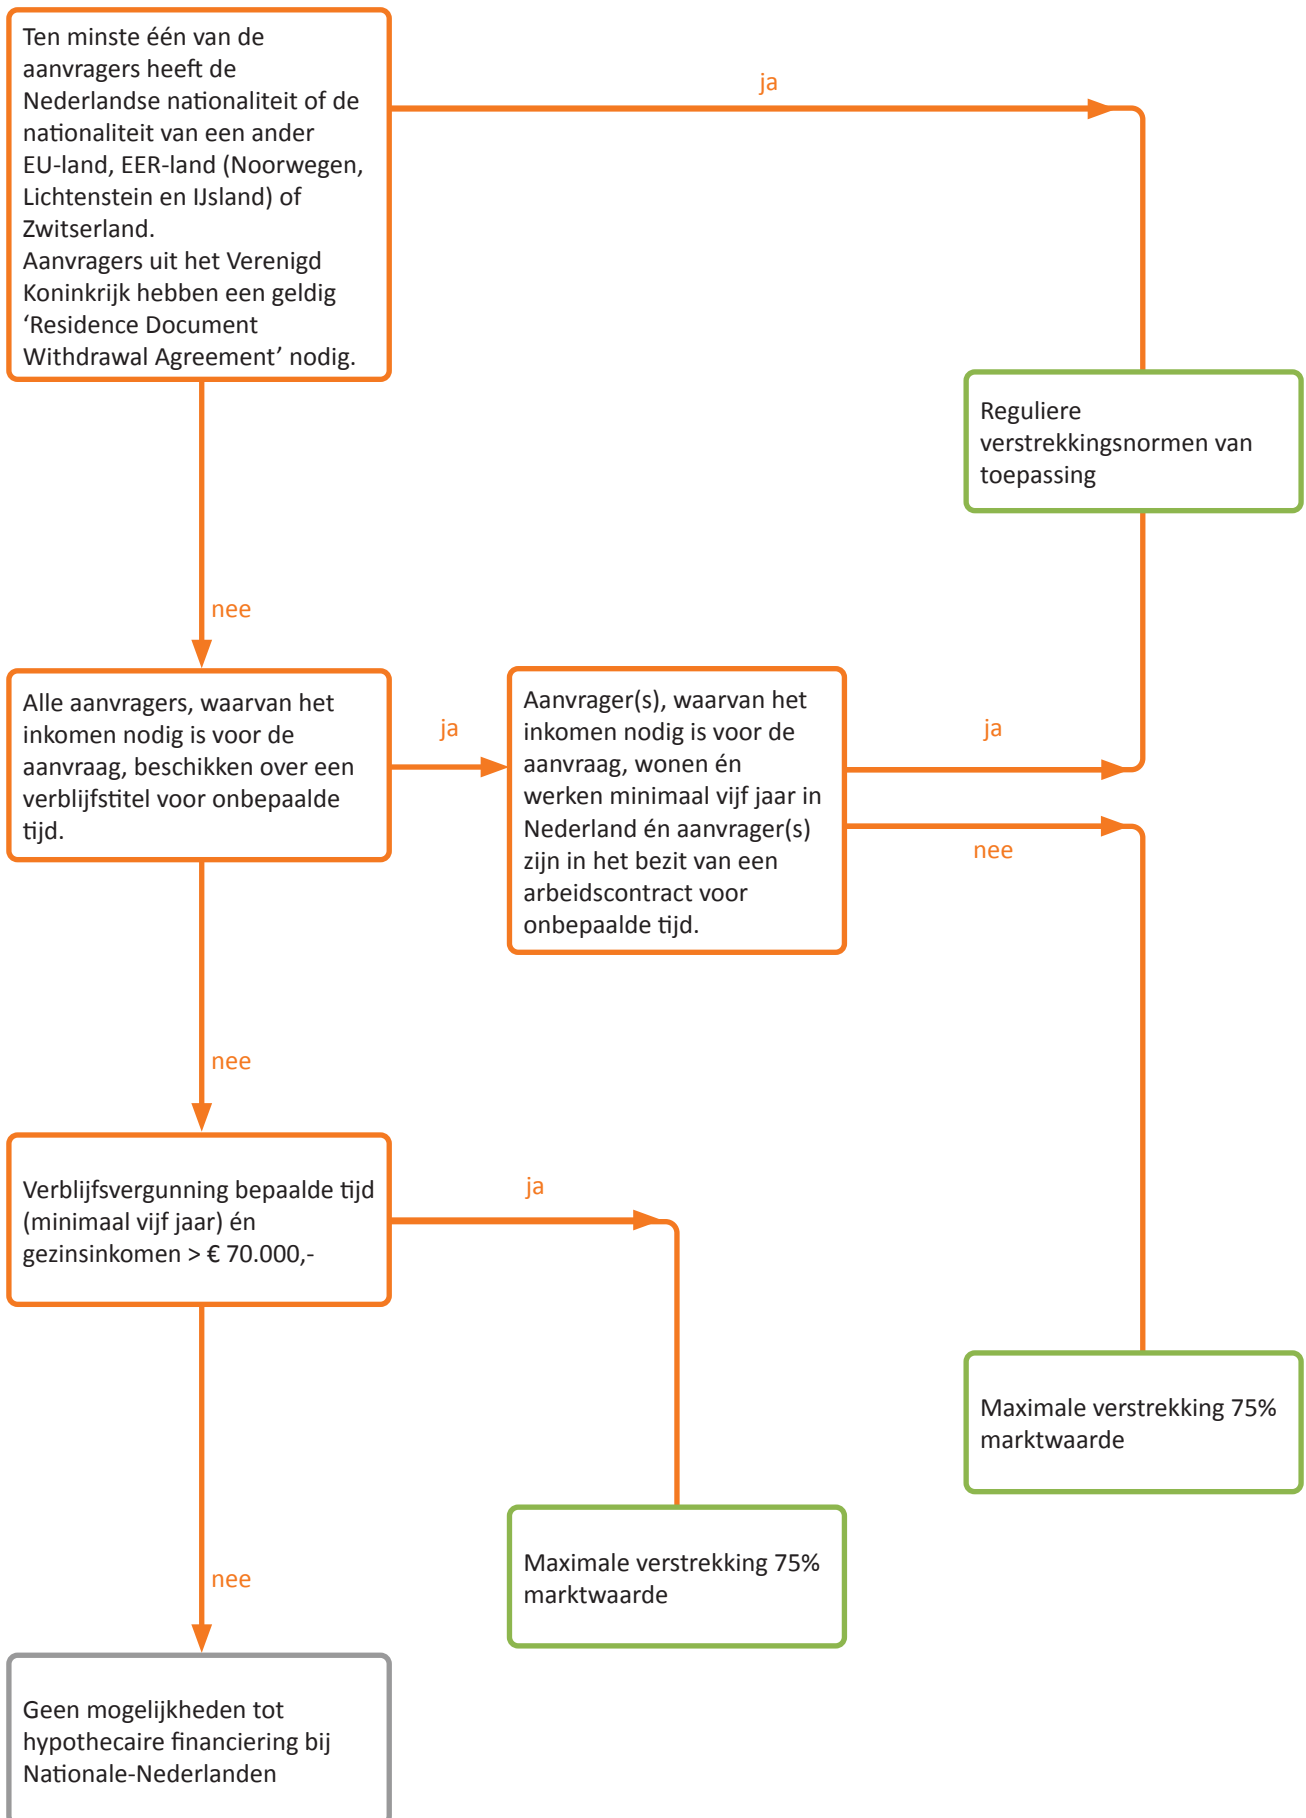 Ten minste één van de
aanvragers heeft de
Nederlandse nationaliteit of de
nationaliteit van een ander
EU-land, EER-land (Noorwegen,
Lichtenstein en IJsland) of
Zwitserland.
Aanvragers uit het Verenigd
Koninkrijk hebben een geldig
‘Residence Document
Withdrawal Agreement’ nodig.
ja
Reguliere
verstrekkingsnormen van
toepassing
nee
Alle aanvragers, waarvan het
inkomen nodig is voor de
aanvraag, beschikken over een
verblijfstitel voor onbepaalde
tijd.
ja
Aanvrager(s), waarvan het
inkomen nodig is voor de
aanvraag, wonen én
werken minimaal vijf jaar in
Nederland én aanvrager(s)
zijn in het bezit van een
arbeidscontract voor
onbepaalde tijd.
ja
nee
nee
Verblijfsvergunning bepaalde tijd
(minimaal vijf jaar) én
gezinsinkomen > € 70.000,-
ja
Maximale verstrekking 75%
marktwaarde
Maximale verstrekking 75%
marktwaarde
nee
Geen mogelijkheden tot
hypothecaire financiering bij
Nationale-Nederlanden